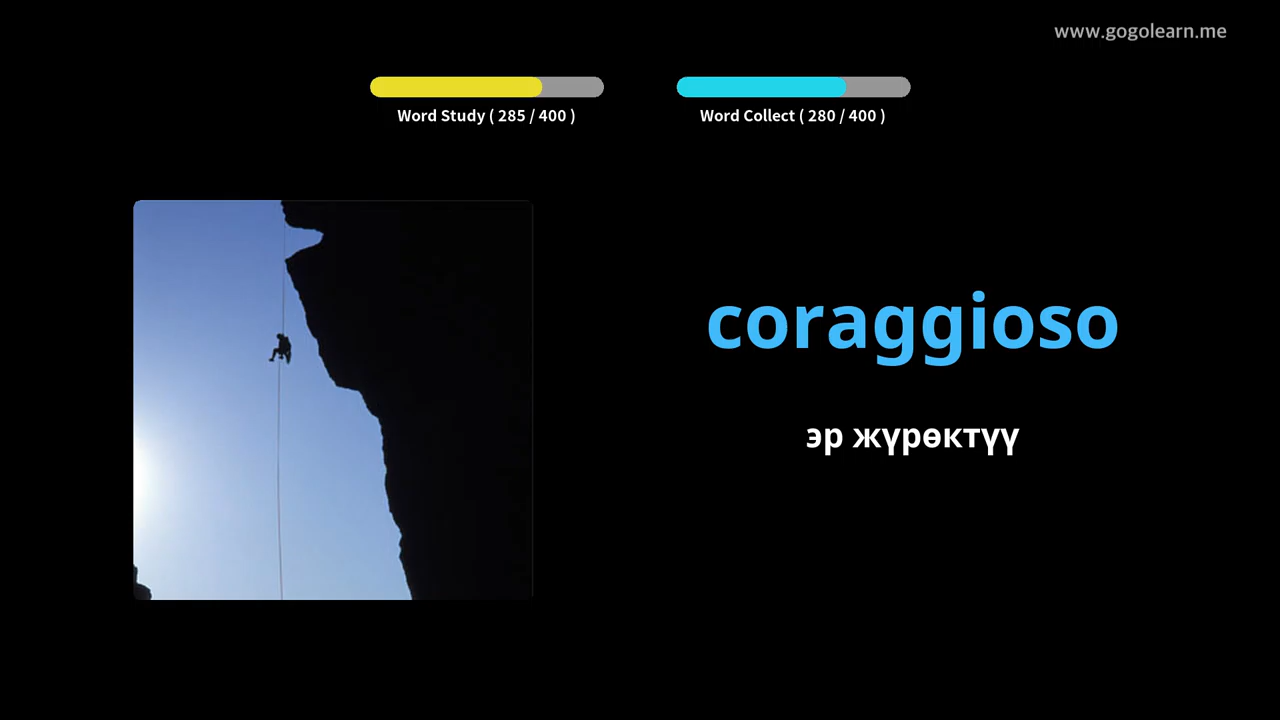 www.gogolearn.me
Word Study ( 285 / 400 )
Word Collect ( 280 / 400 )
coraggioso
эр жүрөктүү